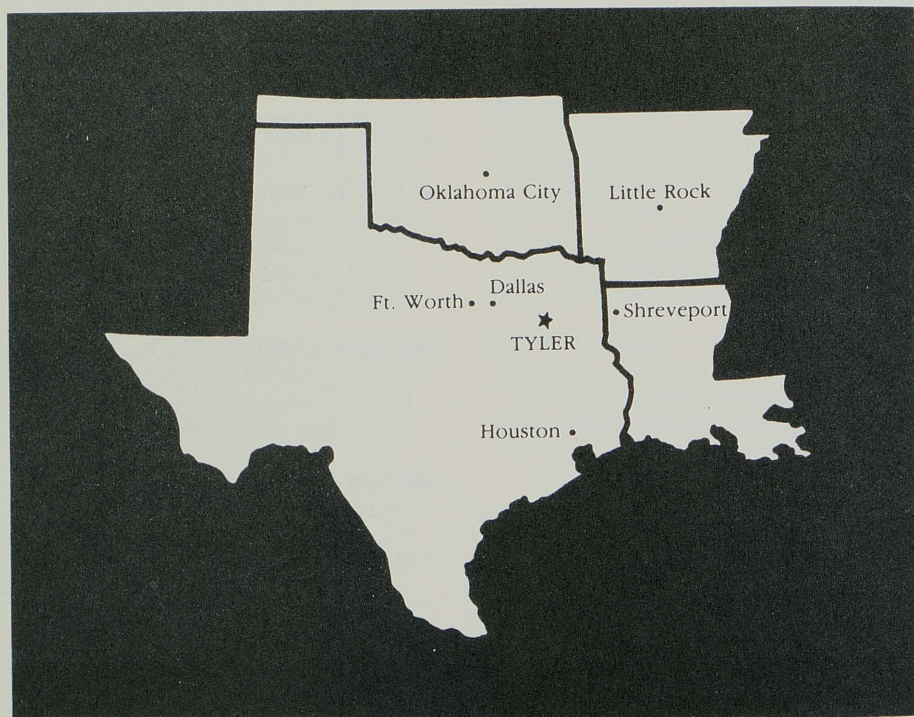 Oklahoma City
Little Rock
Dallas
Ft. Worth
Shreveport
TYLER
Houston